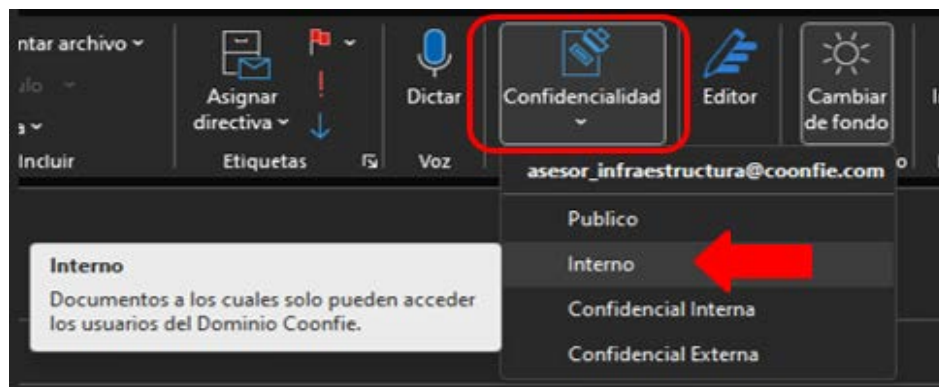 ntar archivo
Asignar
directiva
Dictar
Confidencialidad
Editor
Cambiar
de fondo
Incluir
Etiquetas
Voz
asesor_infraestructura@coonfie.com
Publico
Interno
Confidencial Interna
Confidencial Externa
Interno
Documentos a los cuales solo pueden acceder
los usuarios del Dominio Coonfie.